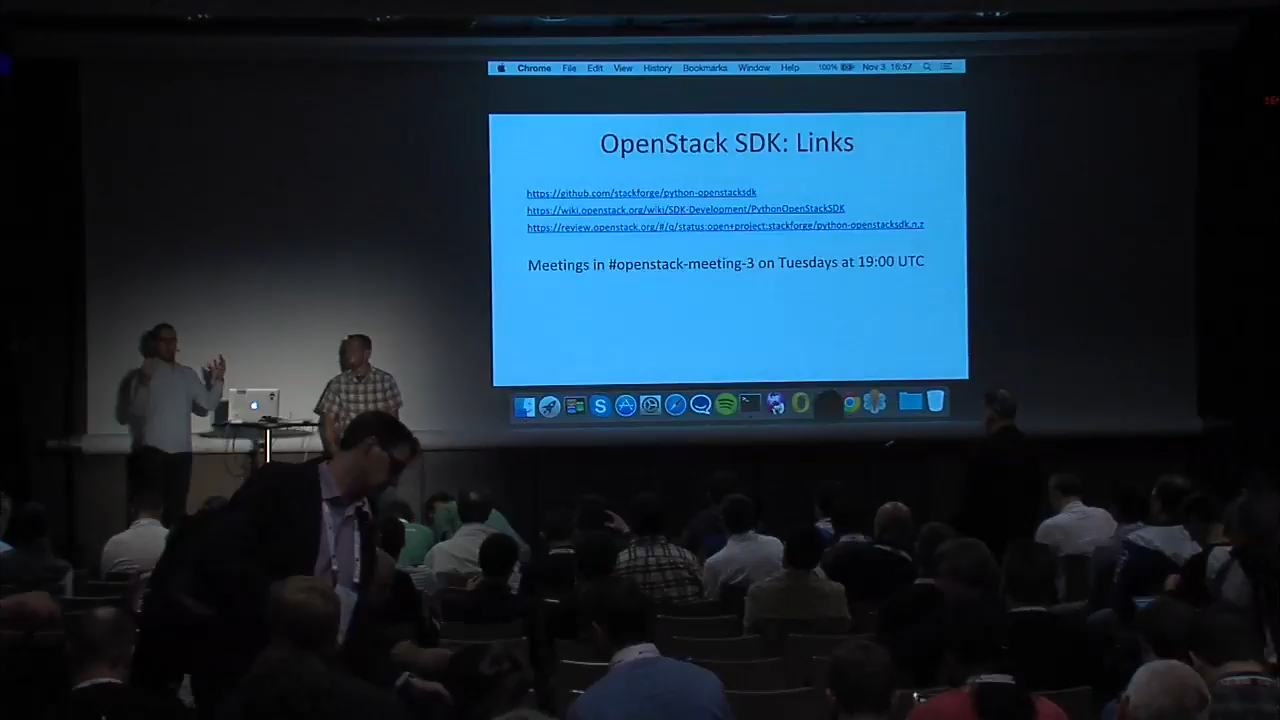 Chrome File Edit View History Bookmarks Window Help 100% Nov 3 16:57
OpenStack SDK: Links
https://github.com/stackforge/python-openstacksdk
https://wiki.openstack.org/wiki/SDK-Development/PythonOpenStackSDK
https://review.openstack.org/#/q/status:open+project:stackforge/python-openstacksdk,n,z
Meetings in #openstack-meeting-3 on Tuesdays at 19:00 UTC